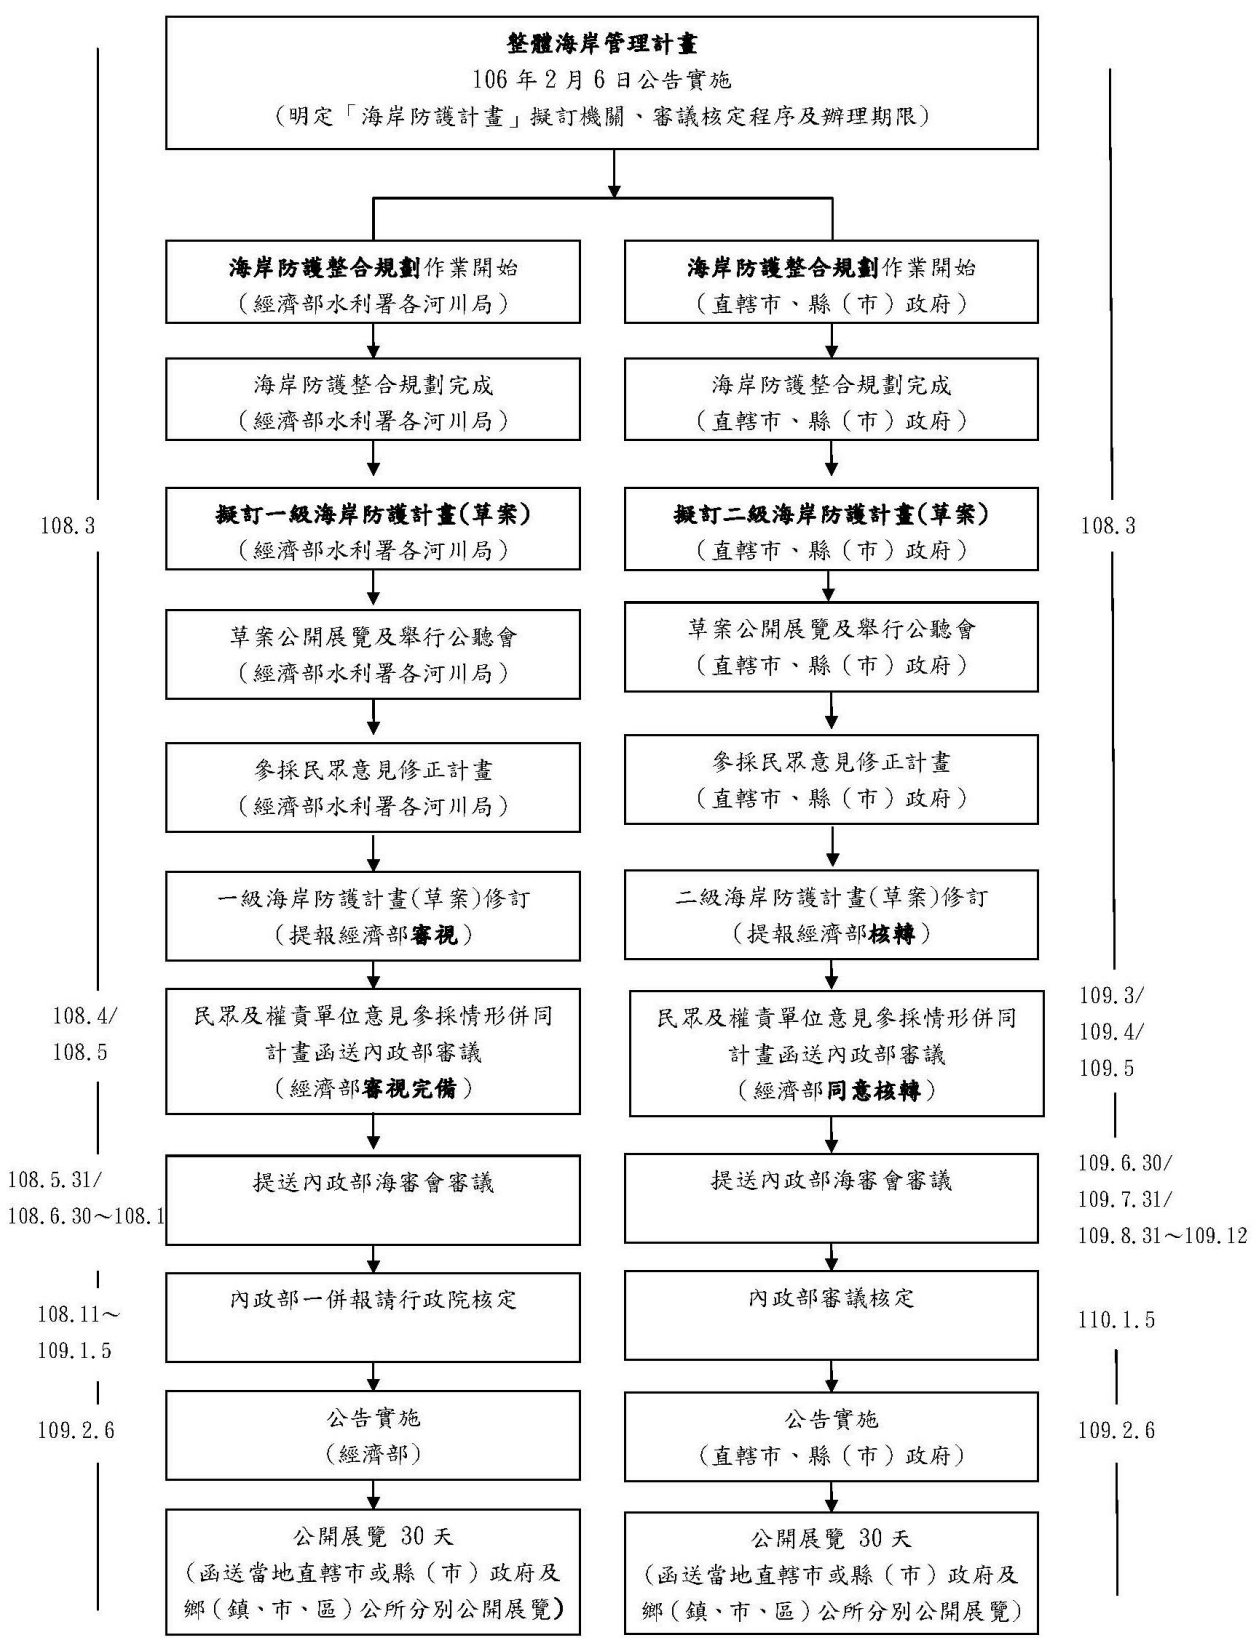 整體海岸管理計畫
106 年 2 月 6 日公告實施
(明定「海岸防護計畫」擬訂機關、審議核定程序及辦理期限)
海岸防護整合規劃作業開始
(經濟部水利署各河川局)
海岸防護整合規劃完成
(經濟部水利署各河川局)
擬訂一級海岸防護計畫(草案)
(經濟部水利署各河川局)
草案公開展覽及舉行公聽會
(經濟部水利署各河川局)
參採民眾意見修正計畫
(經濟部水利署各河川局)
一級海岸防護計畫(草案)修訂
(提報經濟部審視)
民眾及權責單位意見參採情形併同
計畫函送內政部審議
(經濟部審視完備)
提送內政部海審會審議
內政部一併報請行政院核定
公告實施
(經濟部)
公開展覽 30 天
(函送當地直轄市或縣（市）政府及
鄉（鎮、市、區）公所分別公開展覽)
海岸防護整合規劃作業開始
(直轄市、縣（市）政府)
海岸防護整合規劃完成
(直轄市、縣（市）政府)
擬訂二級海岸防護計畫(草案)
(直轄市、縣（市）政府)
草案公開展覽及舉行公聽會
(直轄市、縣（市）政府)
參採民眾意見修正計畫
(直轄市、縣（市）政府)
二級海岸防護計畫(草案)修訂
(提報經濟部核轉)
民眾及權責單位意見參採情形併同
計畫函送內政部審議
(經濟部同意核轉)
提送內政部海審會審議
內政部審議核定
公告實施
(直轄市、縣（市）政府)
公開展覽 30 天
(函送當地直轄市或縣（市）政府及
鄉（鎮、市、區）公所分別公開展覽)
108.3
108.4/
108.5
108.5.31/
108.6.30～108.1
108.11～
109.1.5
109.2.6
108.3
109.3/
109.4/
109.5
109.6.30/
109.7.31/
109.8.31～109.12
110.1.5
109.2.6